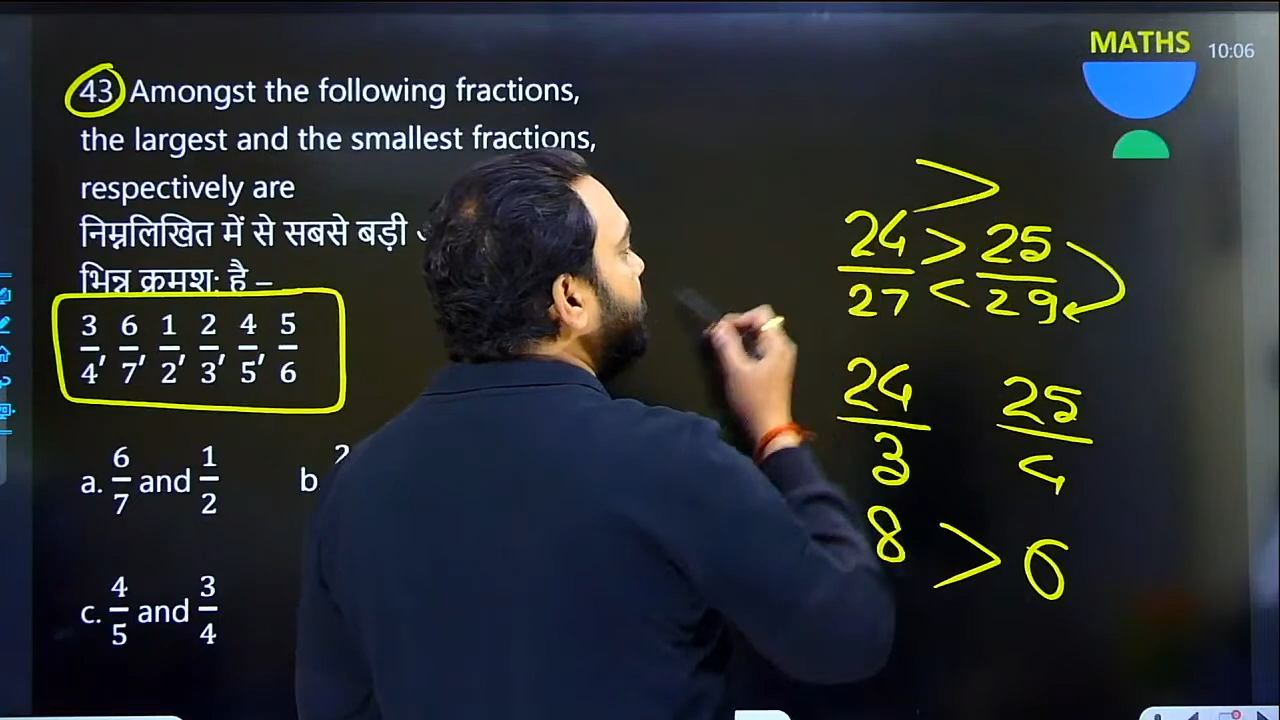 MATHS 10:06
43 Amongst the following fractions,
the largest and the smallest fractions,
respectively are
निम्नलिखित में से सबसे बड़ी
भिन्न क्रमश: है –
3/4, 6/7, 1/2, 2/3, 4/5, 5/6
a. 6/7 and 1/2 b
c. 4/5 and 3/4
>
24/27 > < 25/29
24/3 25/4
8 > 6